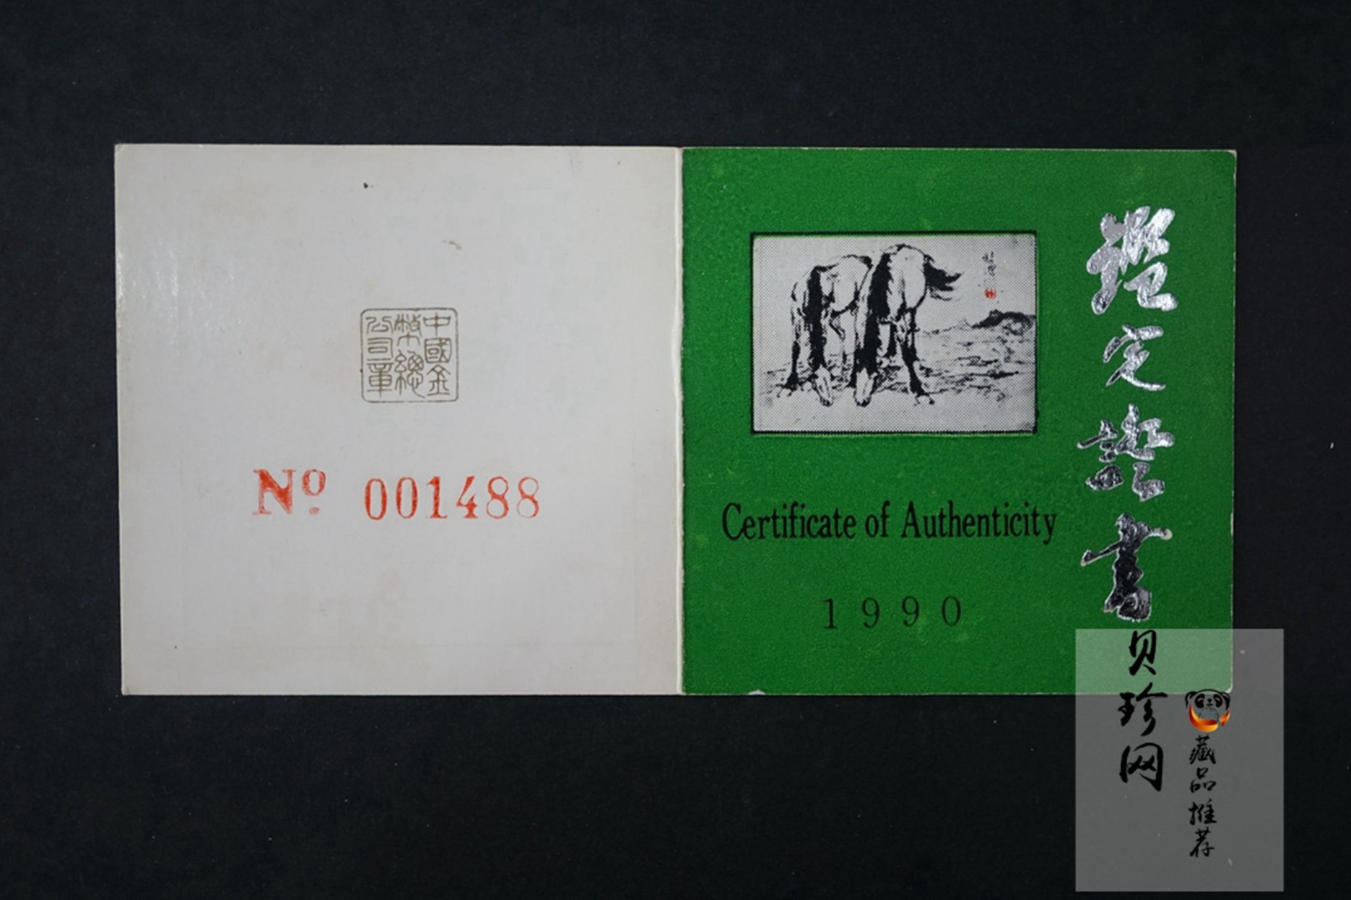 中國金
幣總
公司章
Nº 001488
鑑定證書
Certificate of Authenticity
1990
贝珍网
藏品推荐